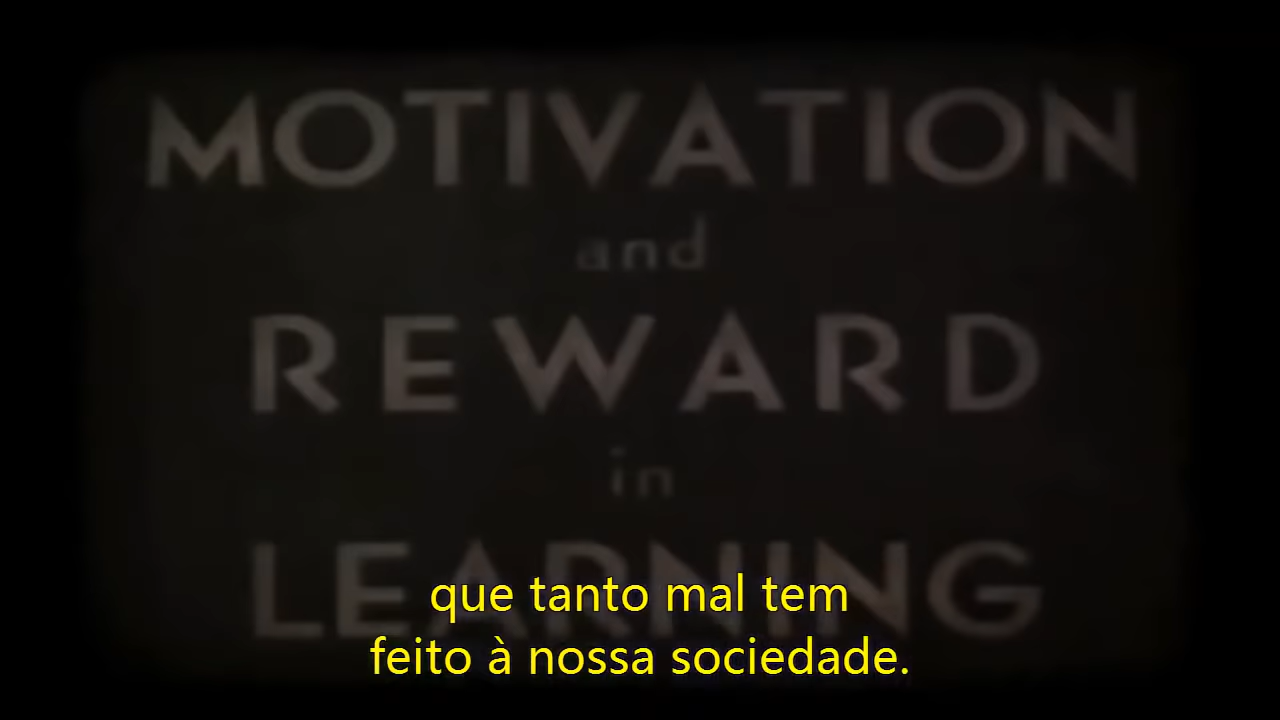 MOTIVATION
and
REWARD
in
LEARNING
que tanto mal tem
feito à nossa sociedade.